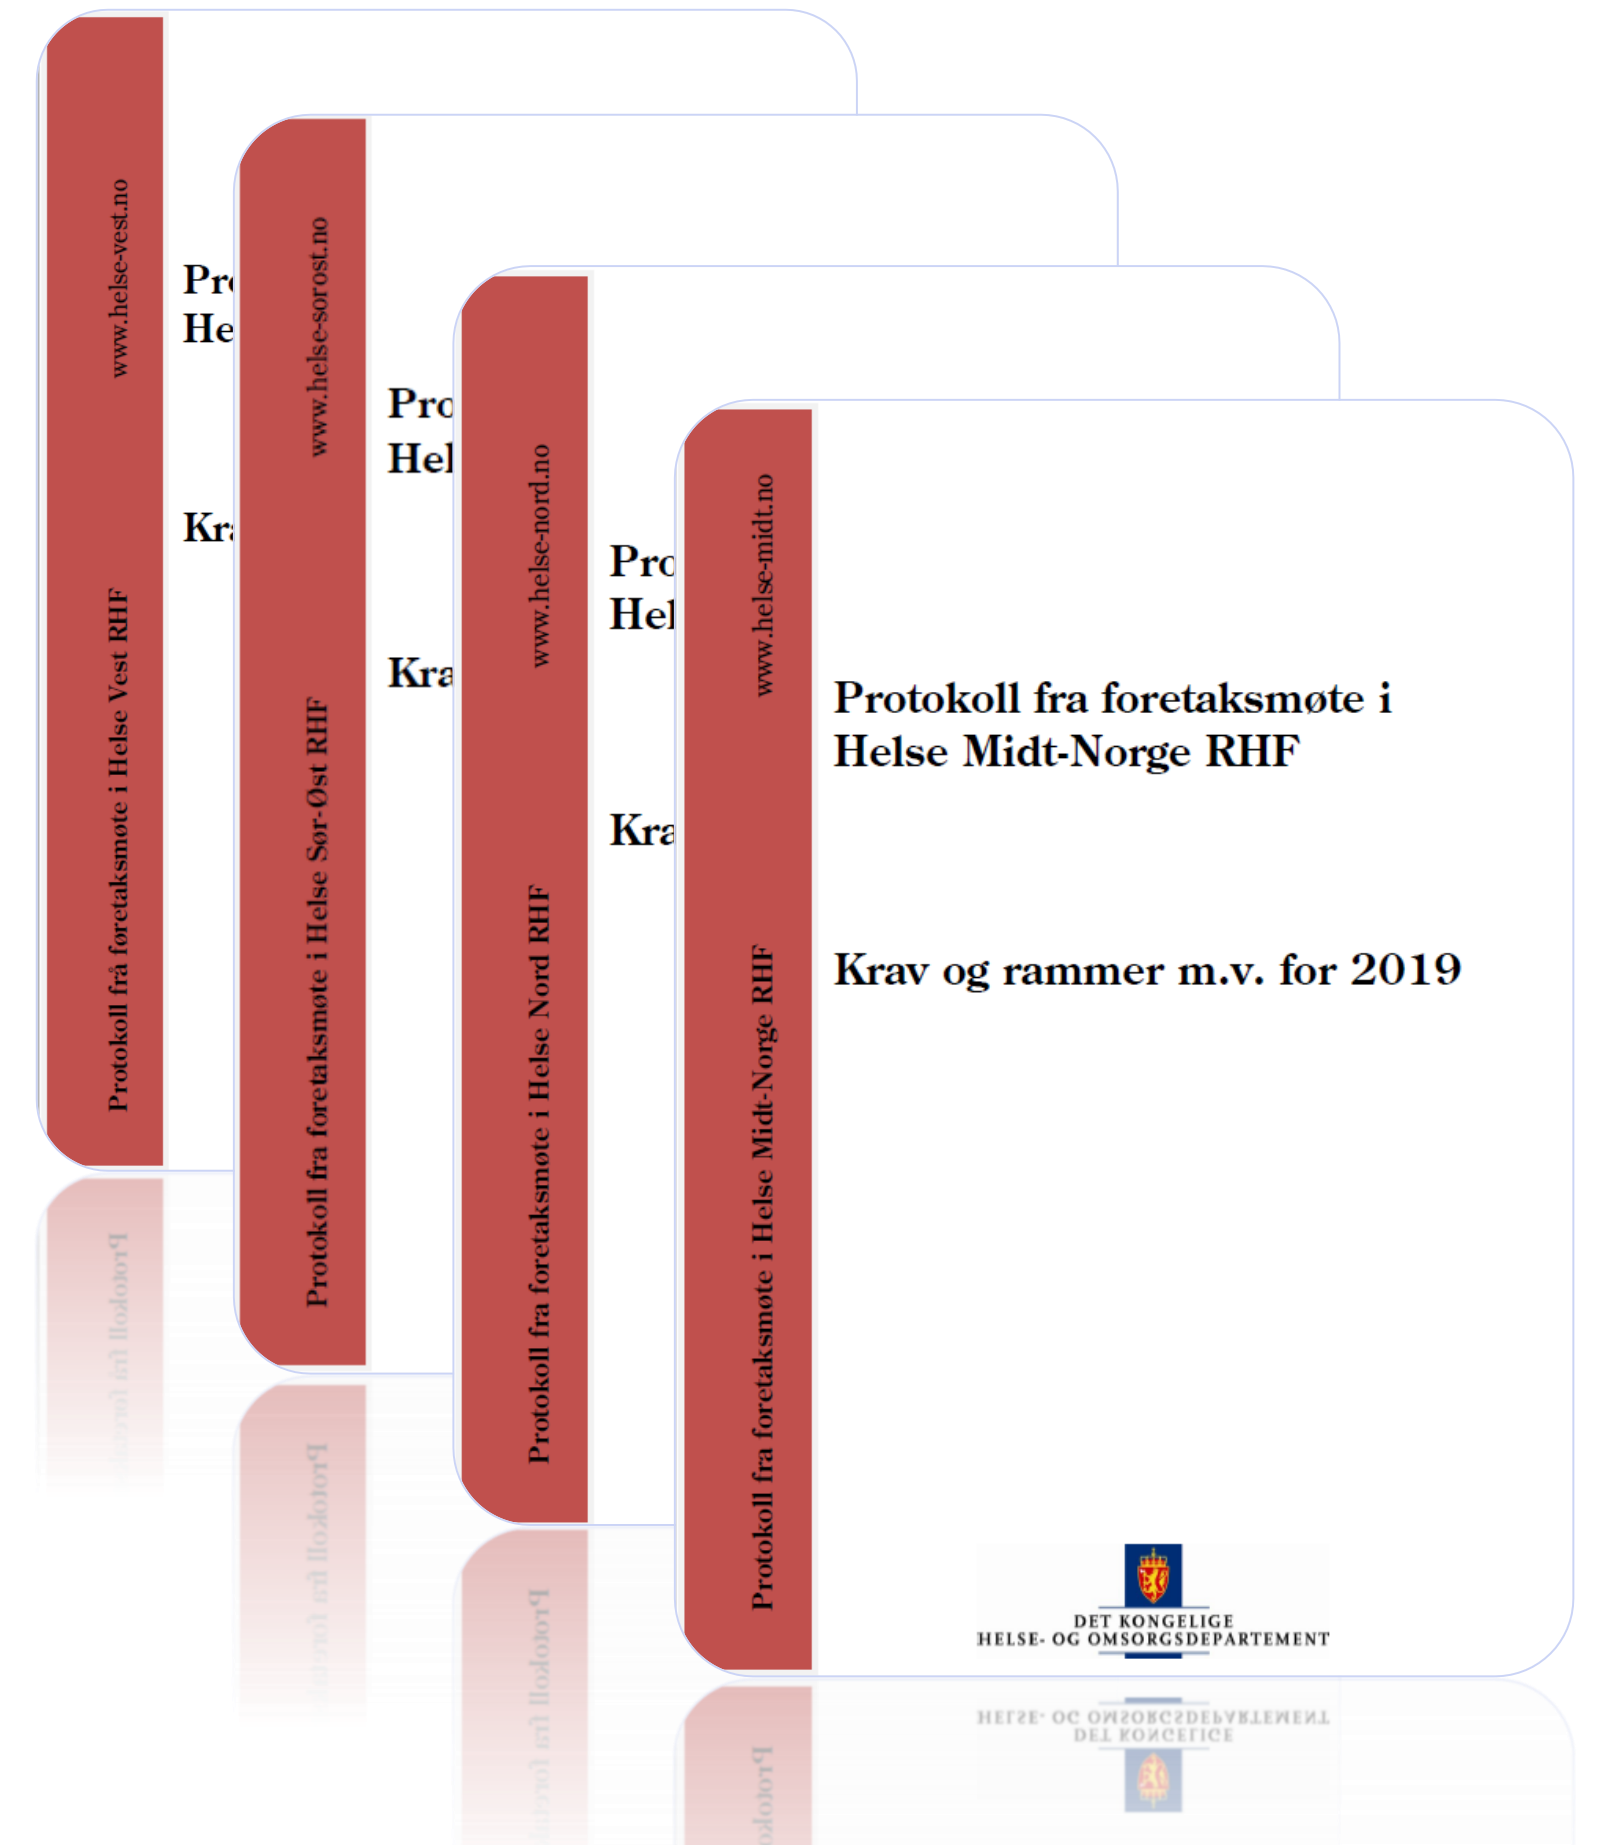 www.helse-vest.no
Protokoll frå føretaksmøte i Helse Vest RHF
www.helse-sorost.no
Protokoll fra foretaksmøte i Helse Sør-Øst RHF
www.helse-nord.no
Protokoll fra foretaksmøte i Helse Nord RHF
www.helse-midt.no
Protokoll fra foretaksmøte i Helse Midt-Norge RHF
Protokoll fra foretaksmøte i
Helse Midt-Norge RHF
Krav og rammer m.v. for 2019
DET KONGELIGE
HELSE- OG OMSORGSDEPARTEMENT